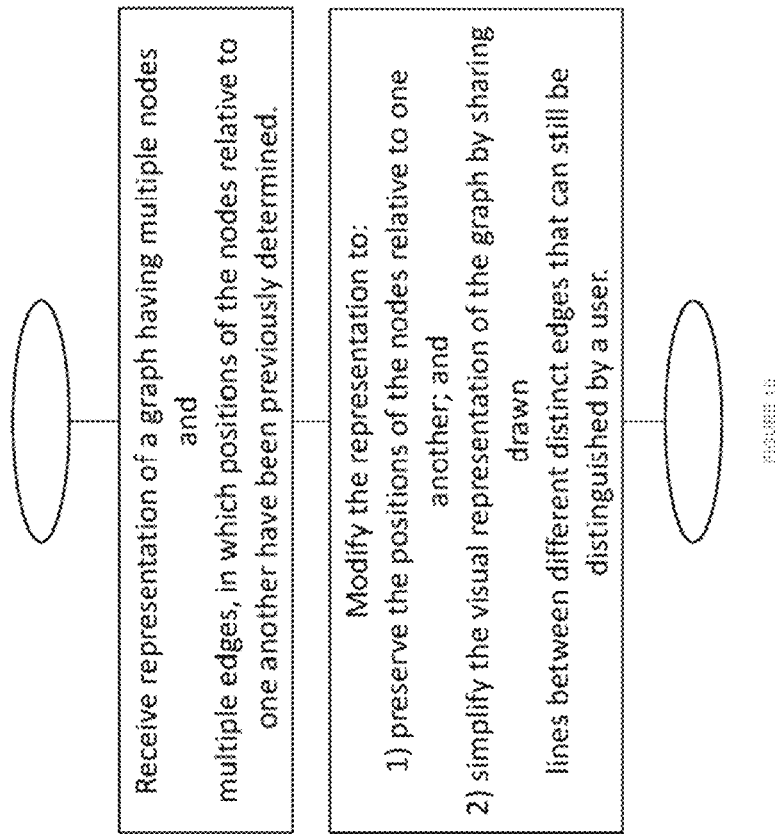 Receive representation of a graph having multiple nodes
and
multiple edges, in which positions of the nodes relative to
one another have been previously determined.
Modify the representation to:
1) preserve the positions of the nodes relative to one
another; and
2) simplify the visual representation of the graph by sharing
drawn
lines between different distinct edges that can still be
distinguished by a user.
FIGURE